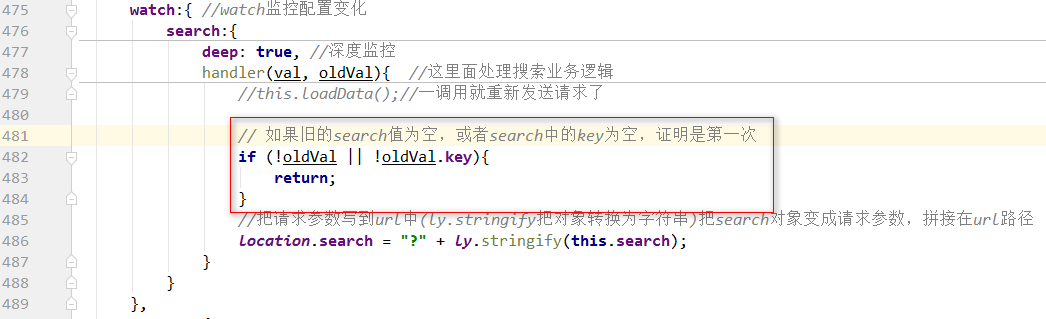 475 watch:{ //watch监控配置变化
476 search:{
477 deep: true, //深度监控
478 handler(val, oldVal){ //这里面处理搜索业务逻辑
479 //this.loadData();//一调用就重新发送请求了
480
481 // 如果旧的search值为空，或者search中的key为空，证明是第一次
482 if (!oldVal || !oldVal.key){
483 return;
484 }
485 //把请求参数写到url中(ly.stringify把对象转换为字符串)把search对象变成请求参数，拼接在url路径
486 location.search = "?" + ly.stringify(this.search);
487 }
488 }
489 },